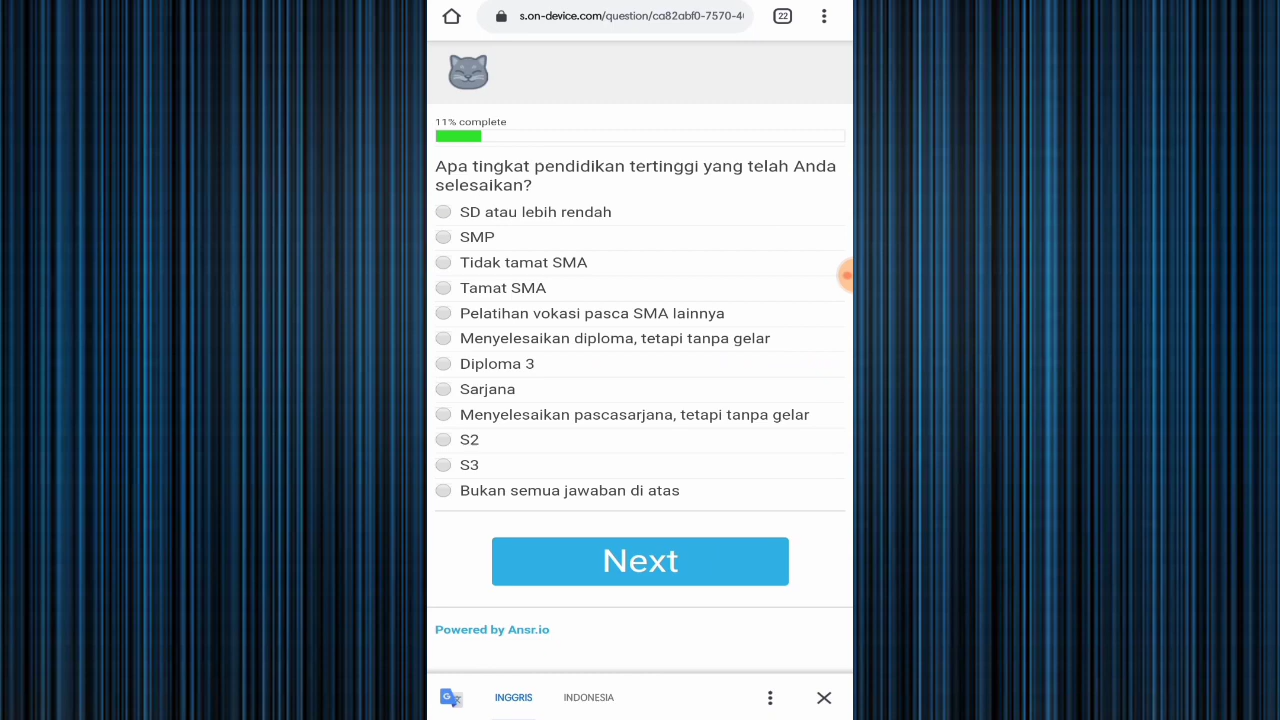 s.on-device.com/question/ca82abf0-7570-4
22
11% complete
Apa tingkat pendidikan tertinggi yang telah Anda
selesaikan?
SD atau lebih rendah
SMP
Tidak tamat SMA
Tamat SMA
Pelatihan vokasi pasca SMA lainnya
Menyelesaikan diploma, tetapi tanpa gelar
Diploma 3
Sarjana
Menyelesaikan pascasarjana, tetapi tanpa gelar
S2
S3
Bukan semua jawaban di atas
Next
Powered by Ansr.io
INGGRIS INDONESIA